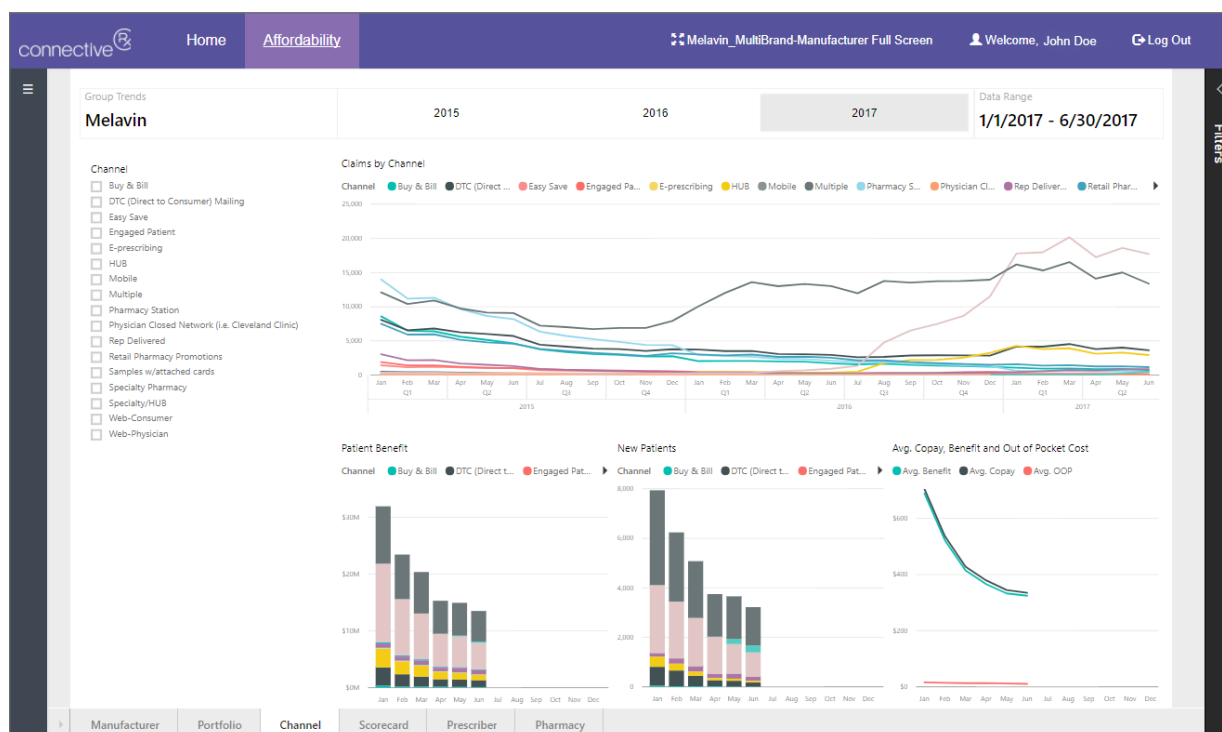 connective Rx
Home
Affordability
Melavin_MultiBrand-Manufacturer Full Screen
Welcome, John Doe
Log Out
Filters
Group Trends
Melavin
2015
2016
2017
Data Range
1/1/2017 - 6/30/2017
Channel
Buy & Bill
DTC (Direct to Consumer) Mailing
Easy Save
Engaged Patient
E-prescribing
HUB
Mobile
Multiple
Pharmacy Station
Physician Closed Network (i.e. Cleveland Clinic)
Rep Delivered
Retail Pharmacy Promotions
Samples w/attached cards
Specialty Pharmacy
Specialty/HUB
Web-Consumer
Web-Physician
Claims by Channel
Channel Buy & Bill DTC (Direct ... Easy Save Engaged Pa... E-prescribing HUB Mobile Multiple Pharmacy S... Physician Cl... Rep Deliver... Retail Phar...
25,000
20,000
15,000
10,000
5,000
0
Jan Feb Mar Apr May Jun Jul Aug Sep Oct Nov Dec Jan Feb Mar Apr May Jun Jul Aug Sep Oct Nov Dec Jan Feb Mar Apr May Jun
Q1 Q2 Q3 Q4 Q1 Q2 Q3 Q4 Q1 Q2
2015 2016 2017
Patient Benefit
Channel Buy & Bill DTC (Direct t... Engaged Pat...
$30M
$20M
$10M
$0M
Jan Feb Mar Apr May Jun Jul Aug Sep Oct Nov Dec
New Patients
Channel Buy & Bill DTC (Direct t... Engaged Pat...
8,000
6,000
4,000
2,000
0
Jan Feb Mar Apr May Jun Jul Aug Sep Oct Nov Dec
Avg. Copay, Benefit and Out of Pocket Cost
Avg. Benefit Avg. Copay Avg. OOP
$600
$400
$200
$0
Jan Feb Mar Apr May Jun Jul Aug Sep Oct Nov Dec
Manufacturer
Portfolio
Channel
Scorecard
Prescriber
Pharmacy